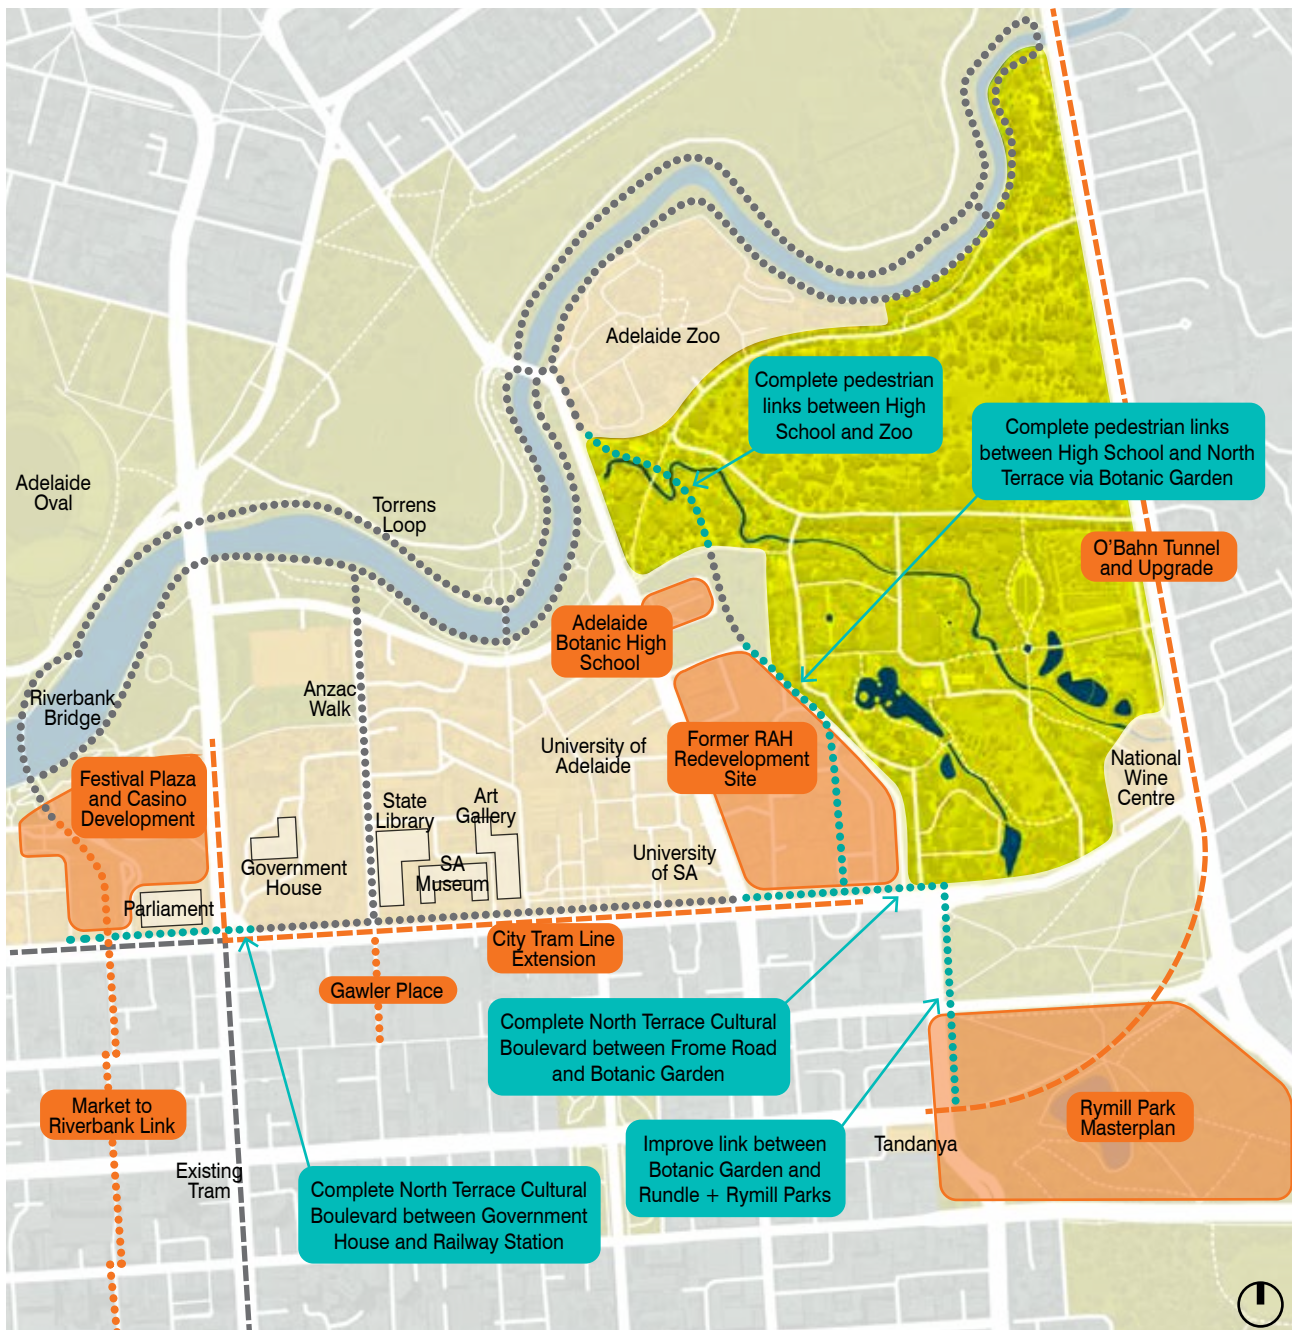 Adelaide Zoo
Complete pedestrian
links between High
School and Zoo
Complete pedestrian links
between High School and North
Terrace via Botanic Garden
Adelaide
Oval
Torrens
Loop
O'Bahn Tunnel
and Upgrade
Adelaide
Botanic High
School
Anzac
Walk
Riverbank
Bridge
University of
Adelaide
Former RAH
Redevelopment
Site
National
Wine
Centre
Festival Plaza
and Casino
Development
State
Library
Art
Gallery
SA
Museum
Government
House
University
of SA
Parliament
City Tram Line
Extension
Gawler Place
Complete North Terrace Cultural
Boulevard between Frome Road
and Botanic Garden
Market to
Riverbank Link
Rymill Park
Masterplan
Improve link between
Botanic Garden and
Rundle + Rymill Parks
Tandanya
Existing
Tram
Complete North Terrace Cultural
Boulevard between Government
House and Railway Station